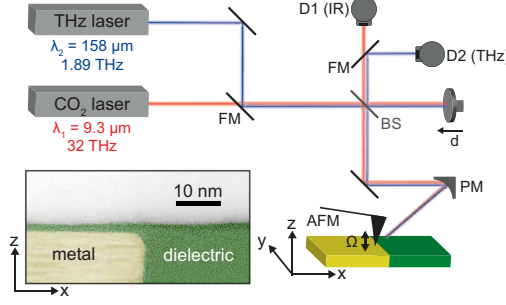 THz laser
λ₂ = 158 µm
1.89 THz
CO₂ laser
λ₁ = 9.3 µm
32 THz
FM
D1 (IR)
FM
D2 (THz)
BS
d
PM
10 nm
metal
dielectric
z
x
AFM
Ω
z
y
x